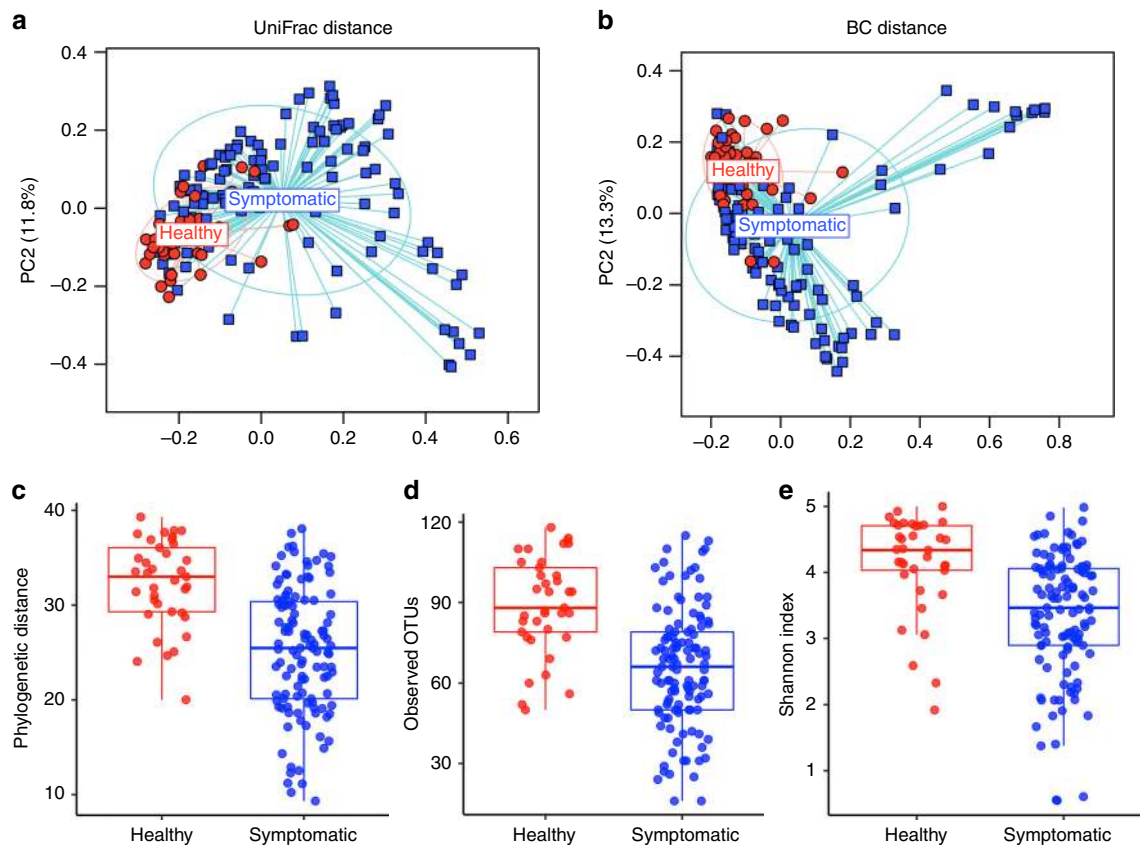 a
UniFrac distance
PC2 (11.8%)
0.4
0.2
0.0
−0.2
−0.4
Symptomatic
Healthy
−0.2 0.0 0.2 0.4 0.6
b
BC distance
PC2 (13.3%)
0.4
0.2
0.0
−0.2
−0.4
Healthy
Symptomatic
−0.2 0.0 0.2 0.4 0.6 0.8
c
Phylogenetic distance
40
30
20
10
Healthy Symptomatic
d
Observed OTUs
120
90
60
30
Healthy Symptomatic
e
Shannon index
5
4
3
2
1
Healthy Symptomatic